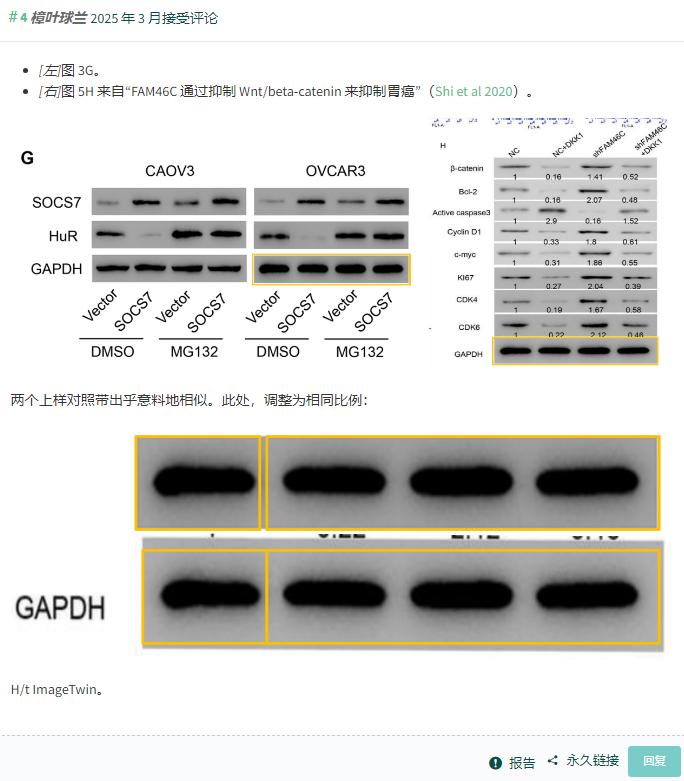 #4 樟叶球兰 2025 年 3 月接受评论
[左]图 3G。
[右]图 5H 来自“FAM46C 通过抑制 Wnt/beta-catenin 来抑制胃癌”（Shi et al 2020）。
G
CAOV3 OVCAR3
SOCS7
HuR
GAPDH
Vector SOCS7 Vector SOCS7 Vector SOCS7 Vector SOCS7
DMSO MG132 DMSO MG132
FL1-A FL1-A
H
NC NC+DKK1 shFAM46C shFAM46C+DKK1
β-catenin
1 0.16 1.41 0.52
Bcl-2
1 0.16 2.07 0.48
Active caspase3
1 2.9 0.16 1.52
Cyclin D1
1 0.33 1.8 0.61
c-myc
1 0.31 1.86 0.55
KI67
1 0.27 2.04 0.39
CDK4
1 0.19 1.67 0.58
CDK6
1 0.22 2.12 0.46
GAPDH
两个上样对照带出乎意料地相似。此处，调整为相同比例：
GAPDH
H/t ImageTwin。
报告 永久链接 回复